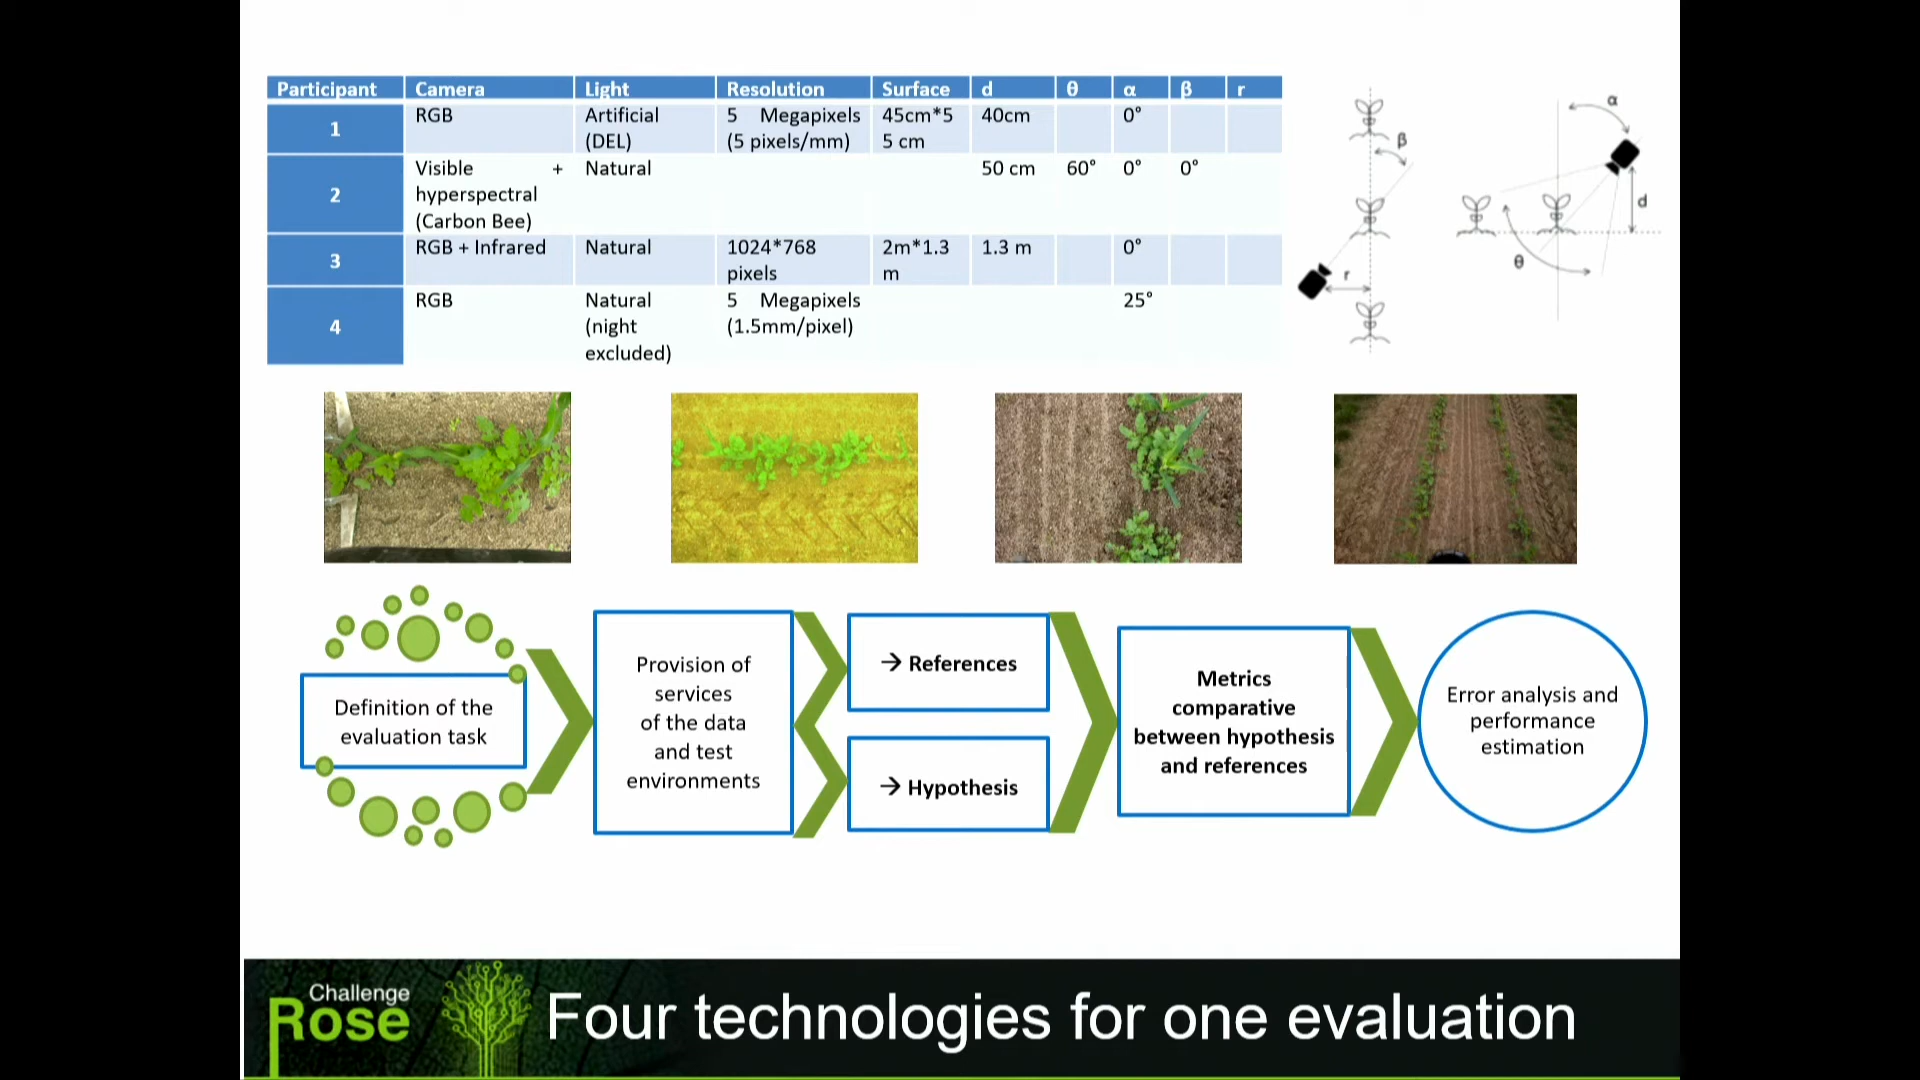 Participant Camera Light Resolution Surface d θ α β r
1 RGB Artificial (DEL) 5 Megapixels (5 pixels/mm) 45cm*5 5 cm 40cm 0°
2 Visible + hyperspectral (Carbon Bee) Natural 50 cm 60° 0° 0°
3 RGB + Infrared Natural 1024*768 pixels 2m*1.3 m 1.3 m 0°
4 RGB Natural (night excluded) 5 Megapixels (1.5mm/pixel) 25°
β
r
α
d
θ
Definition of the
evaluation task
Provision of
services
of the data
and test
environments
→ References
→ Hypothesis
Metrics
comparative
between hypothesis
and references
Error analysis and
performance
estimation
Challenge
Rose
Four technologies for one evaluation